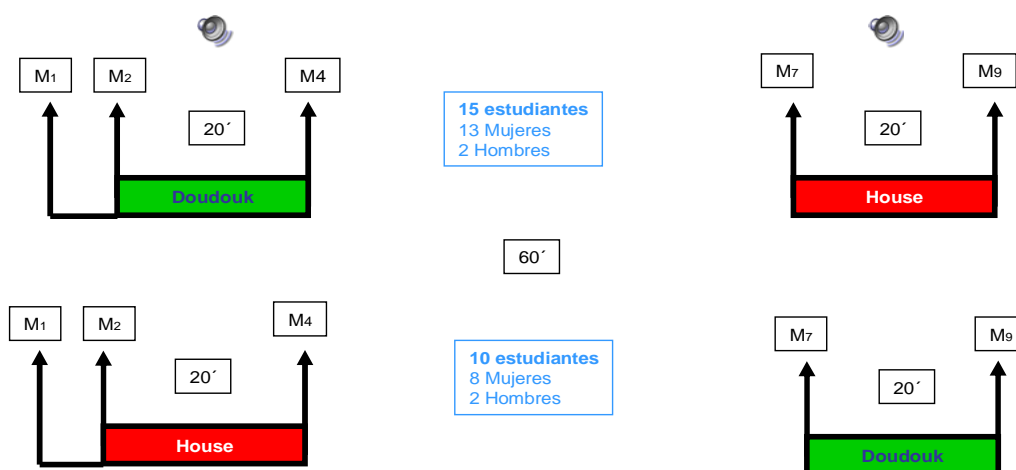 M1 M2 M4
20´
Doudouk
15 estudiantes
13 Mujeres
2 Hombres
M7 M9
20´
House
60´
M1 M2 M4
20´
House
10 estudiantes
8 Mujeres
2 Hombres
M7 M9
20´
Doudouk